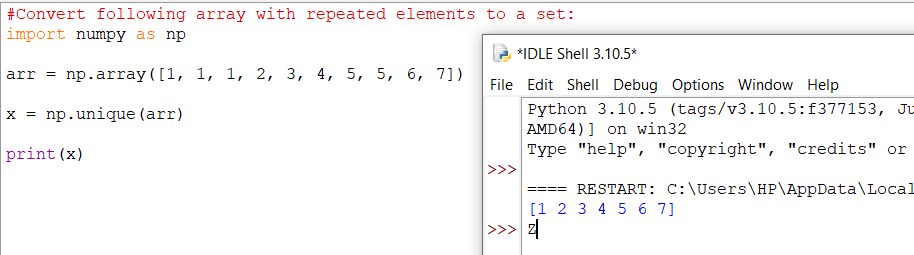 #Convert following array with repeated elements to a set:
import numpy as np
arr = np.array([1, 1, 1, 2, 3, 4, 5, 5, 6, 7])
x = np.unique(arr)
print(x)
*IDLE Shell 3.10.5*
File Edit Shell Debug Options Window Help
Python 3.10.5 (tags/v3.10.5:f377153, Ju
AMD64)] on win32
Type "help", "copyright", "credits" or
>>>
==== RESTART: C:\Users\HP\AppData\Local
[1 2 3 4 5 6 7]
>>> Z